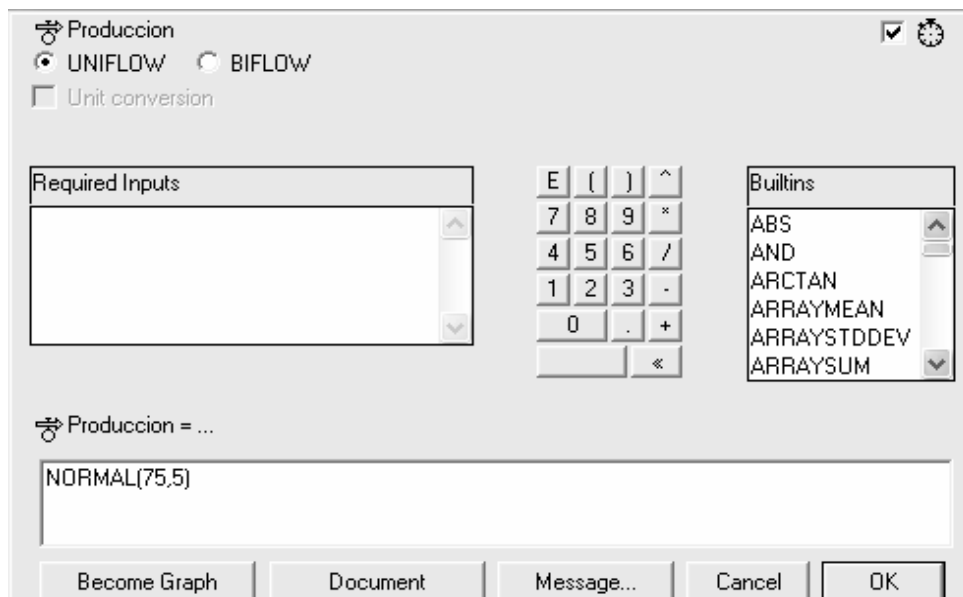 Produccion
UNIFLOW BIFLOW
Unit conversion
Required Inputs
E ( ) ^
7 8 9 *
4 5 6 /
1 2 3 -
0 . +
«
Builtins
ABS
AND
ARCTAN
ARRAYMEAN
ARRAYSTDDEV
ARRAYSUM
Produccion = ...
NORMAL(75,5)
Become Graph Document Message... Cancel OK